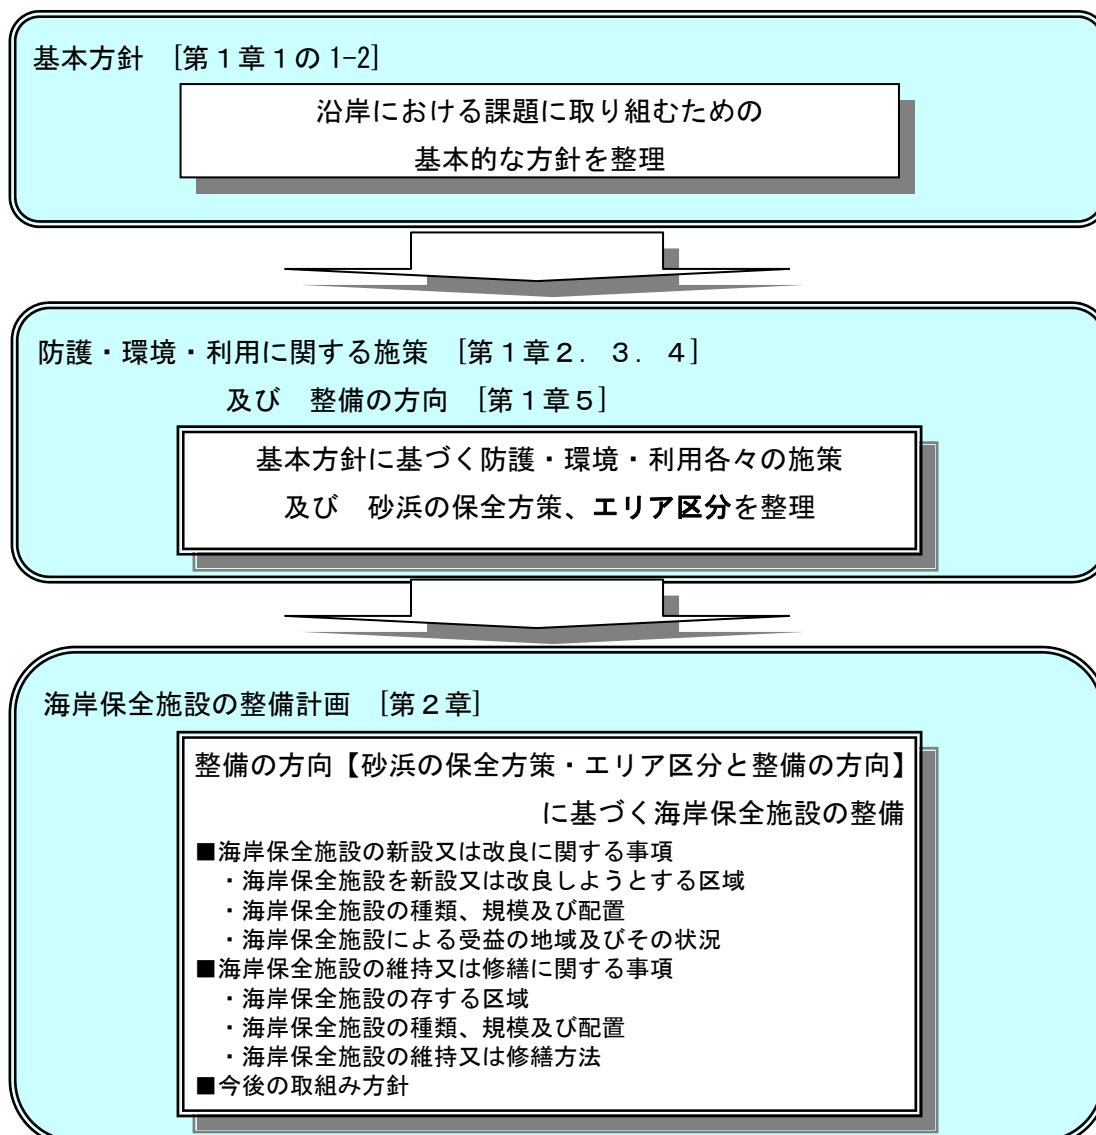 基本方針　[第１章１の1-2]
沿岸における課題に取り組むための
基本的な方針を整理
防護・環境・利用に関する施策　[第１章２．３．４]
及び　整備の方向　[第１章５]
基本方針に基づく防護・環境・利用各々の施策
及び　砂浜の保全方策、エリア区分を整理
海岸保全施設の整備計画　[第２章]
整備の方向【砂浜の保全方策・エリア区分と整備の方向】
に基づく海岸保全施設の整備
■海岸保全施設の新設又は改良に関する事項
・海岸保全施設を新設又は改良しようとする区域
・海岸保全施設の種類、規模及び配置
・海岸保全施設による受益の地域及びその状況
■海岸保全施設の維持又は修繕に関する事項
・海岸保全施設の存する区域
・海岸保全施設の種類、規模及び配置
・海岸保全施設の維持又は修繕方法
■今後の取組み方針